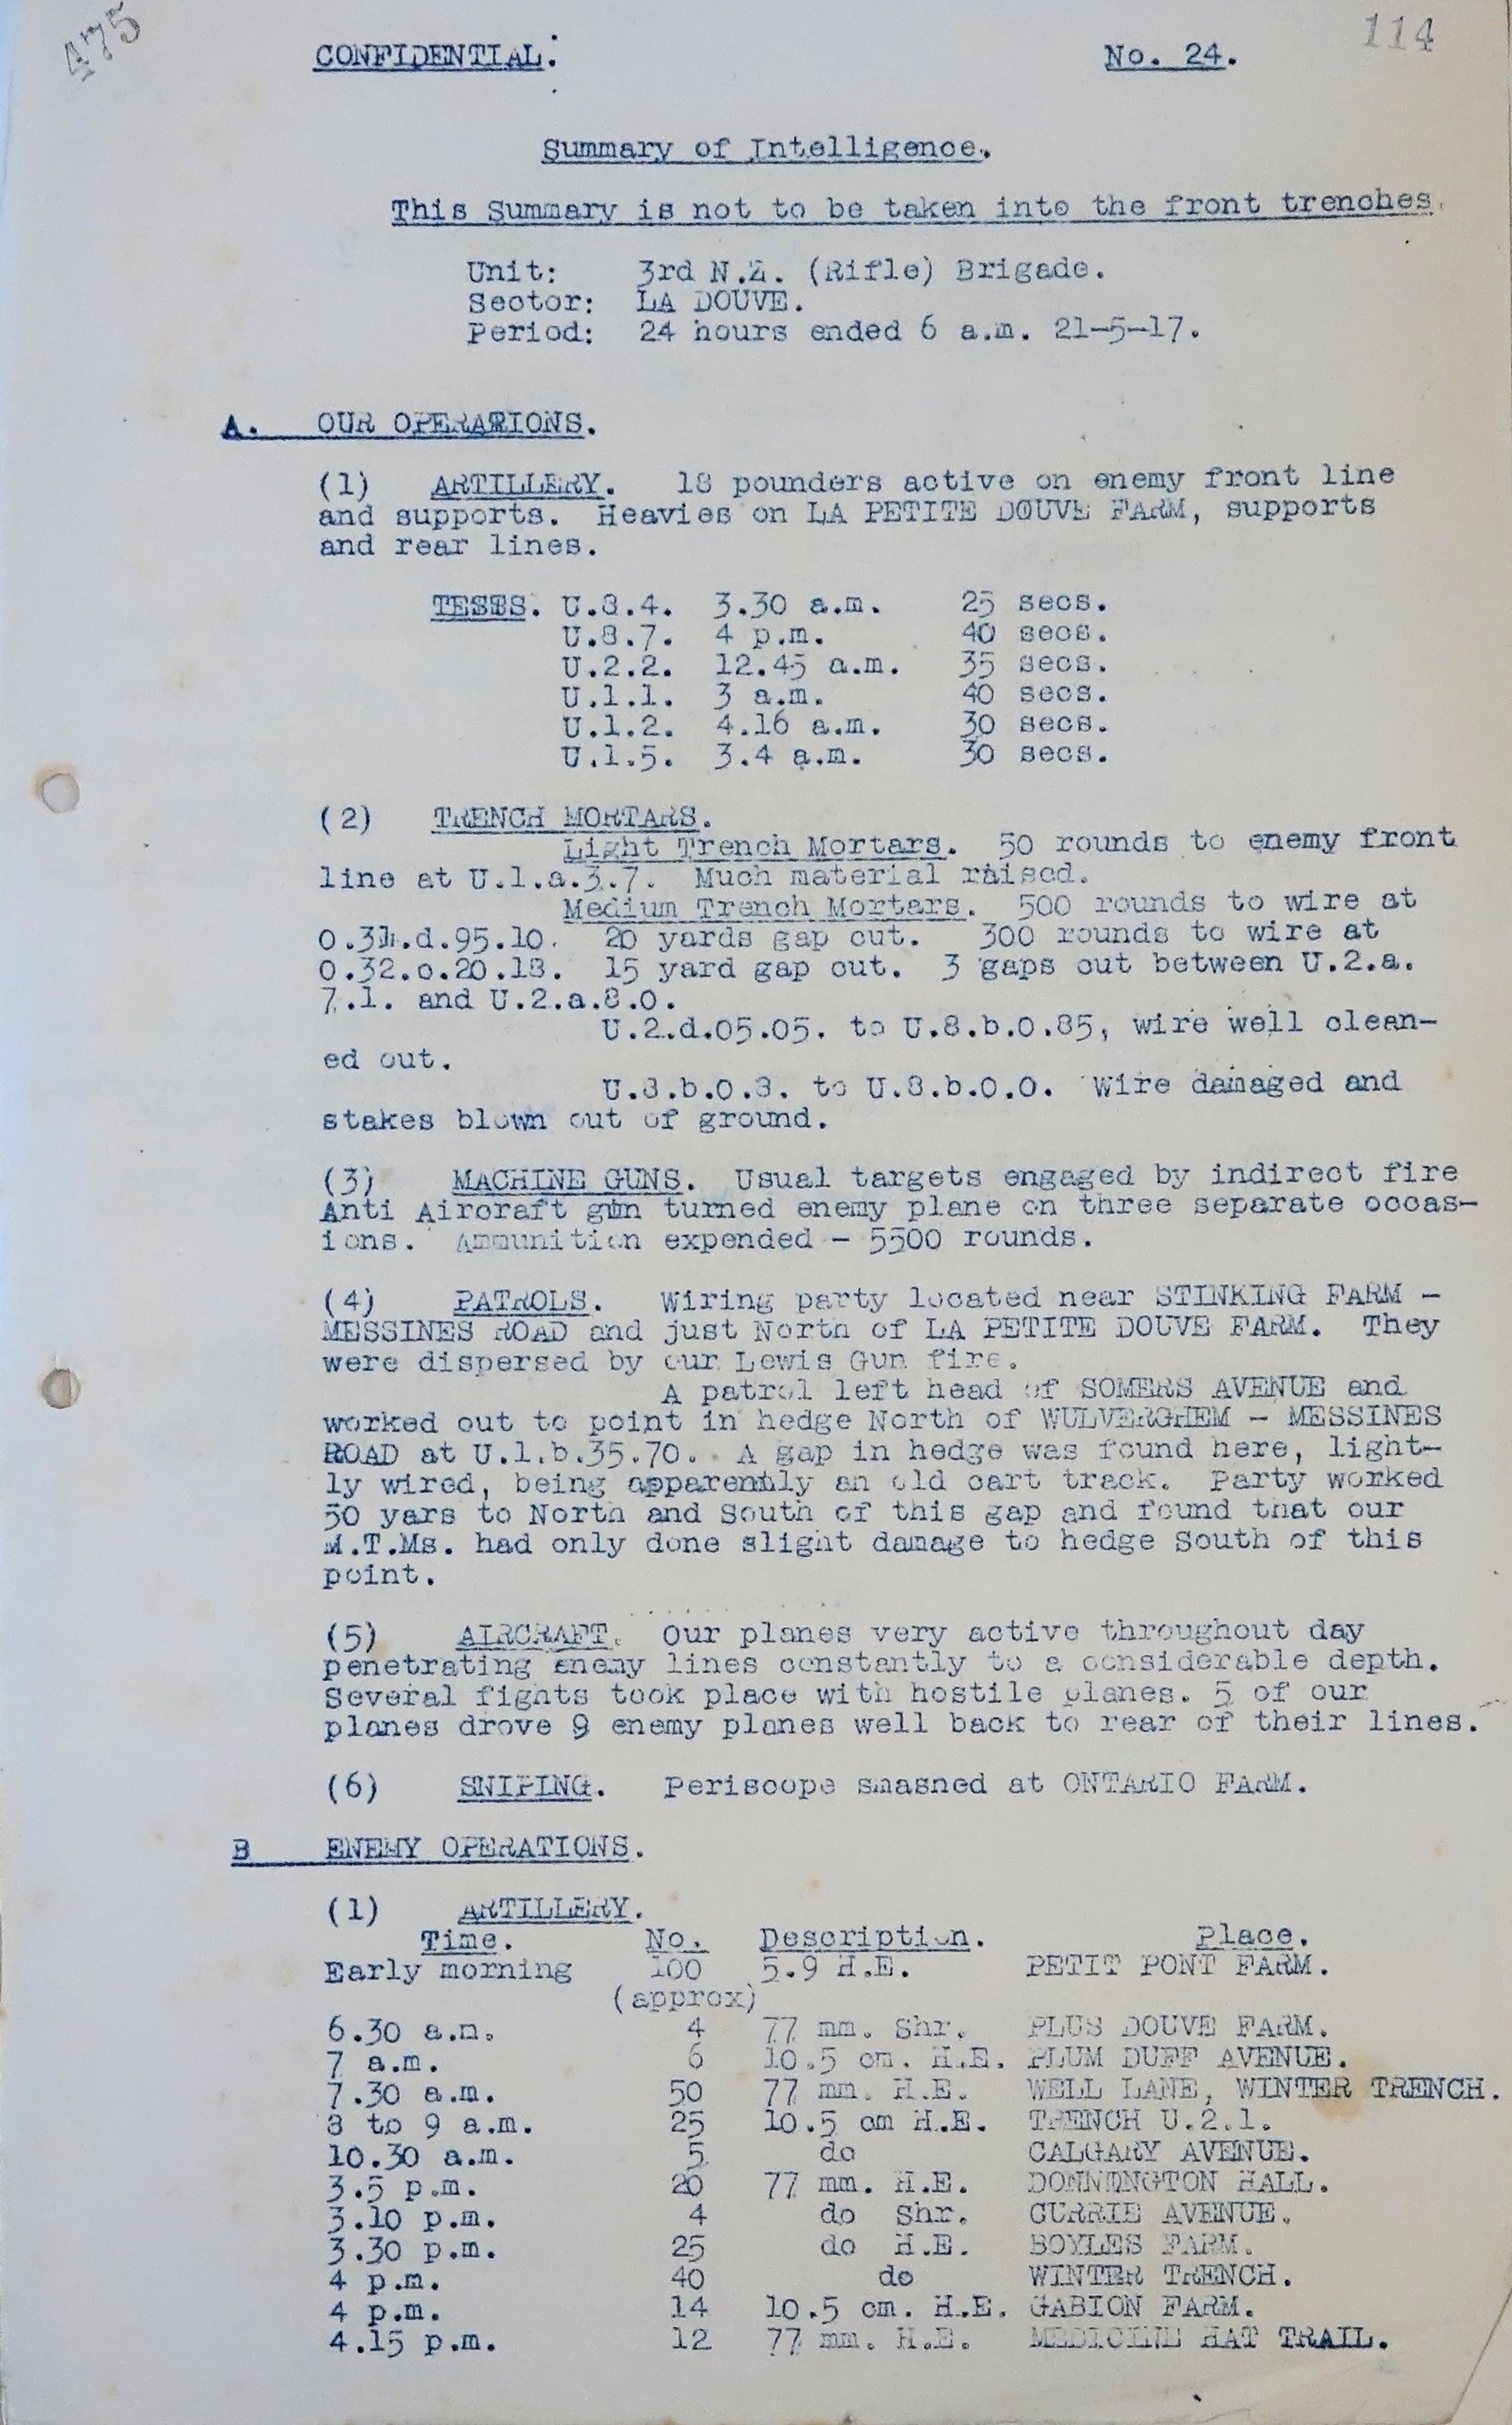 475
114
CONFIDENTIAL. No. 24.
Summary of Intelligence.
This Summary is not to be taken into the front trenches.
Unit: 3rd N.Z. (Rifle) Brigade.
Sector: LA DOUVE.
Period: 24 hours ended 6 a.m. 21-5-17.
A. OUR OPERATIONS.
(1) ARTILLERY. 18 pounders active on enemy front line
and supports. Heavies on LA PETITE DOUVE FARM, supports
and rear lines.
TESTS. U.8.4. 3.30 a.m. 25 secs.
U.8.7. 4 p.m. 40 secs.
U.2.2. 12.45 a.m. 35 secs.
U.1.1. 3 a.m. 40 secs.
U.1.2. 4.16 a.m. 30 secs.
U.1.5. 3.4 a.m. 30 secs.
(2) TRENCH MORTARS.
Light Trench Mortars. 50 rounds to enemy front
line at U.1.a.3.7. Much material raised.
Medium Trench Mortars. 500 rounds to wire at
O.31.d.95.10. 20 yards gap cut. 300 rounds to wire at
O.32.c.20.18. 15 yard gap cut. 3 gaps cut between U.2.a.
7.1. and U.2.a.8.0.
U.2.d.05.05. to U.8.b.0.85, wire well clean-
ed out.
U.8.b.0.8. to U.8.b.0.0. Wire damaged and
stakes blown out of ground.
(3) MACHINE GUNS. Usual targets engaged by indirect fire
Anti Aircraft gun turned enemy plane on three separate occas-
ions. Ammunition expended - 5500 rounds.
(4) PATROLS. Wiring party located near STINKING FARM -
MESSINES ROAD and just North of LA PETITE DOUVE FARM. They
were dispersed by our Lewis Gun fire.
A patrol left head of SOMERS AVENUE and
worked out to point in hedge North of WULVERGHEM - MESSINES
ROAD at U.1.b.35.70. A gap in hedge was found here, light-
ly wired, being apparently an old cart track. Party worked
50 yars to North and South of this gap and found that our
M.T.Ms. had only done slight damage to hedge South of this
point.
(5) AIRCRAFT. Our planes very active throughout day
penetrating enemy lines constantly to a considerable depth.
Several fights took place with hostile planes. 5 of our
planes drove 9 enemy planes well back to rear of their lines.
(6) SNIPING. Periscope smashed at ONTARIO FARM.
B ENEMY OPERATIONS.
(1) ARTILLERY.
Time. No. Description. Place.
Early morning 100 5.9 H.E. PETIT PONT FARM.
(approx)
6.30 a.m. 4 77 mm. Shr. PLUS DOUVE FARM.
7 a.m. 6 10.5 cm. H.E. PLUM DUFF AVENUE.
7.30 a.m. 50 77 mm. H.E. WELL LANE, WINTER TRENCH.
8 to 9 a.m. 25 10.5 cm H.E. TRENCH U.2.1.
10.30 a.m. 5 do CALGARY AVENUE.
3.5 p.m. 20 77 mm. H.E. DONNINGTON HALL.
3.10 p.m. 4 do Shr. CURRIE AVENUE.
3.30 p.m. 25 do H.E. BOYLES FARM.
4 p.m. 40 do WINTER TRENCH.
4 p.m. 14 10.5 cm. H.E. GABION FARM.
4.15 p.m. 12 77 mm. H.E. MEDICINE HAT TRAIL.